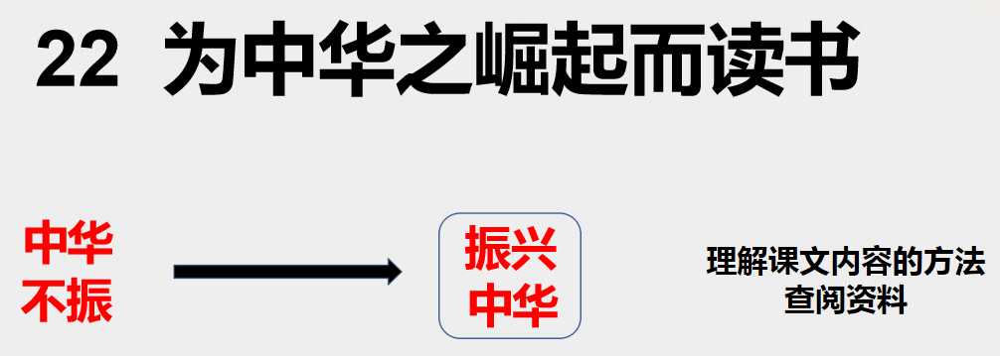 22 为中华之崛起而读书
中华
不振
振兴
中华
理解课文内容的方法
查阅资料